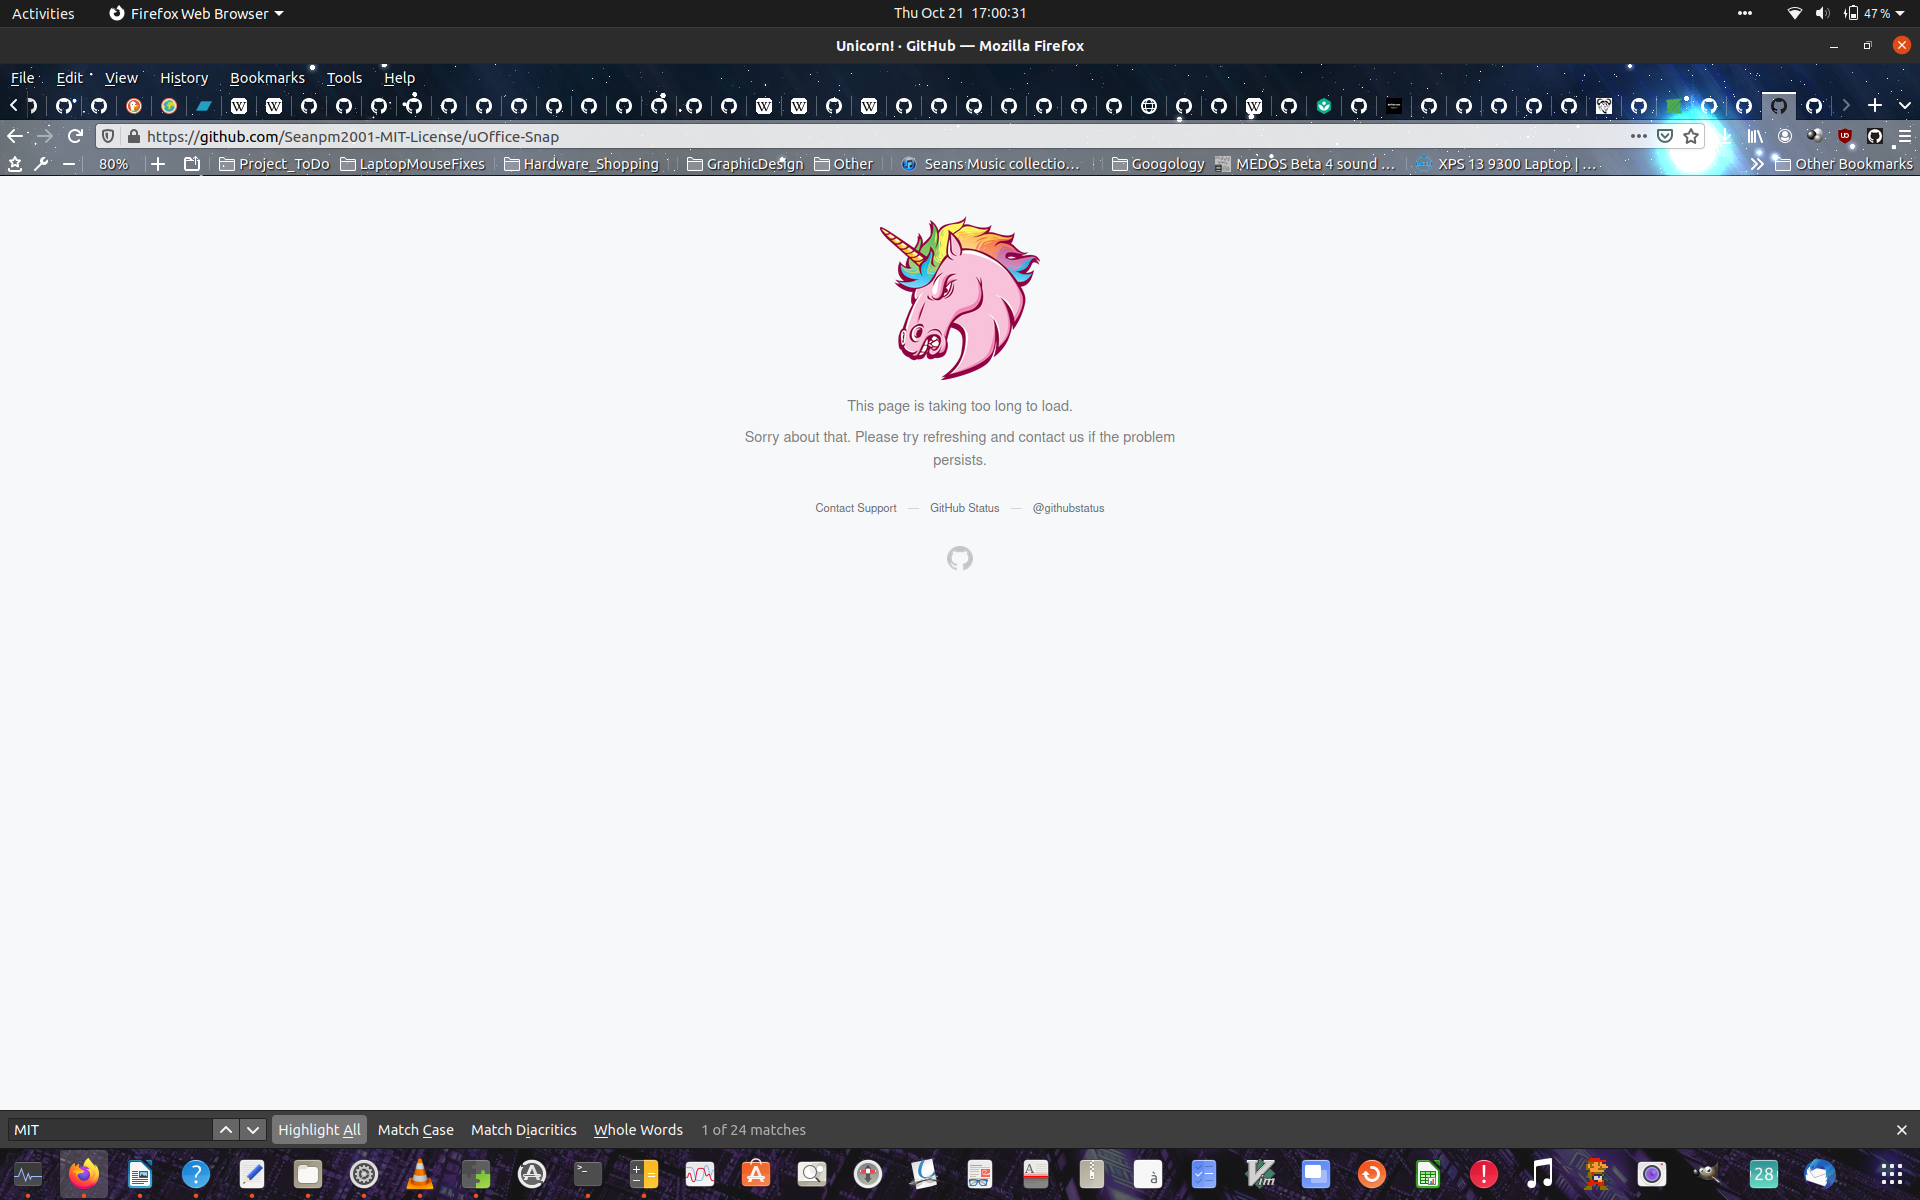 Activities
Firefox Web Browser
Thu Oct 21 17:00:31
47 %
Unicorn! · GitHub — Mozilla Firefox
File Edit View History Bookmarks Tools Help
https://github.com/Seanpm2001-MIT-License/uOffice-Snap
80%
Project_ToDo
LaptopMouseFixes
Hardware_Shopping
GraphicDesign
Other
Seans Music collectio…
Googology
MEDOS Beta 4 sound …
XPS 13 9300 Laptop | …
Other Bookmarks
This page is taking too long to load.
Sorry about that. Please try refreshing and contact us if the problem
persists.
Contact Support — GitHub Status — @githubstatus
MIT
Highlight All
Match Case
Match Diacritics
Whole Words
1 of 24 matches
28